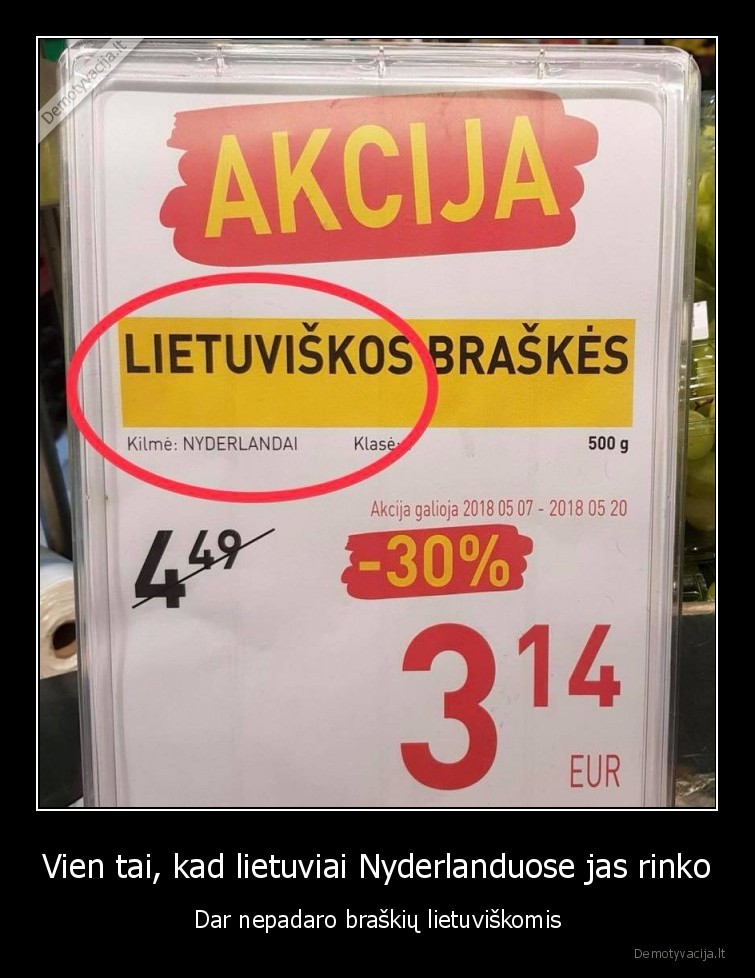 Demotyvacija.lt
AKCIJA
LIETUVIŠKOS BRAŠKĖS
Kilmė: NYDERLANDAI Klasė: 500 g
Akcija galioja 2018 05 07 - 2018 05 20
4 49 -30%
3 14
EUR
Vien tai, kad lietuviai Nyderlanduose jas rinko
Dar nepadaro braškių lietuviškomis
Demotyvacija.lt